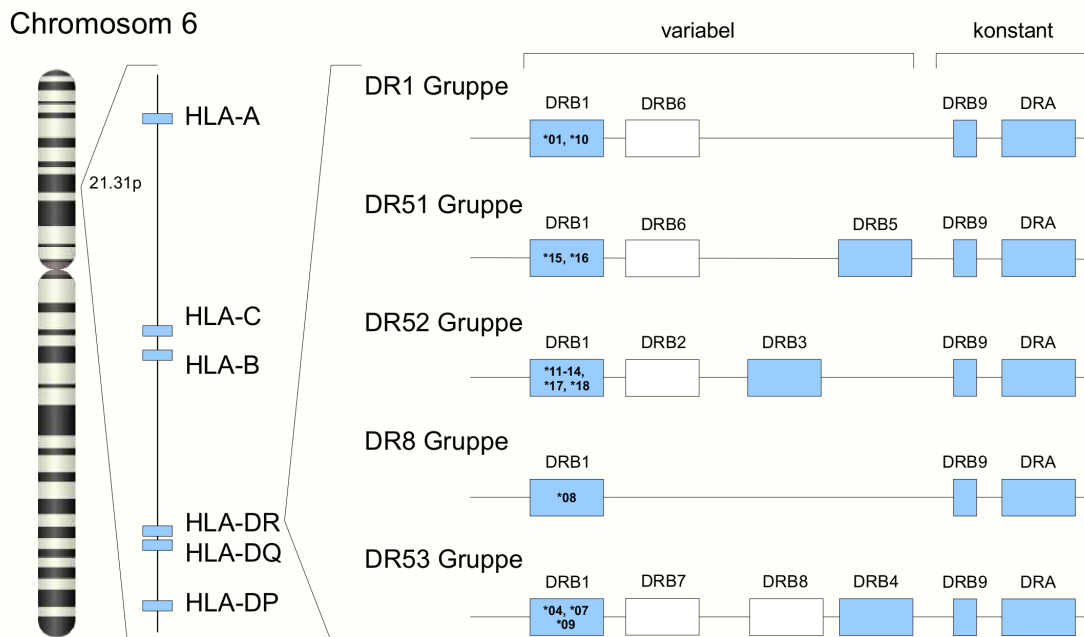 Chromosom 6
21.31p
HLA-A
HLA-C
HLA-B
HLA-DR
HLA-DQ
HLA-DP
variabel konstant
DR1 Gruppe
DRB1 DRB6 DRB9 DRA
*01, *10
DR51 Gruppe
DRB1 DRB6 DRB5 DRB9 DRA
*15, *16
DR52 Gruppe
DRB1 DRB2 DRB3 DRB9 DRA
*11-14,
*17, *18
DR8 Gruppe
DRB1 DRB9 DRA
*08
DR53 Gruppe
DRB1 DRB7 DRB8 DRB4 DRB9 DRA
*04, *07
*09